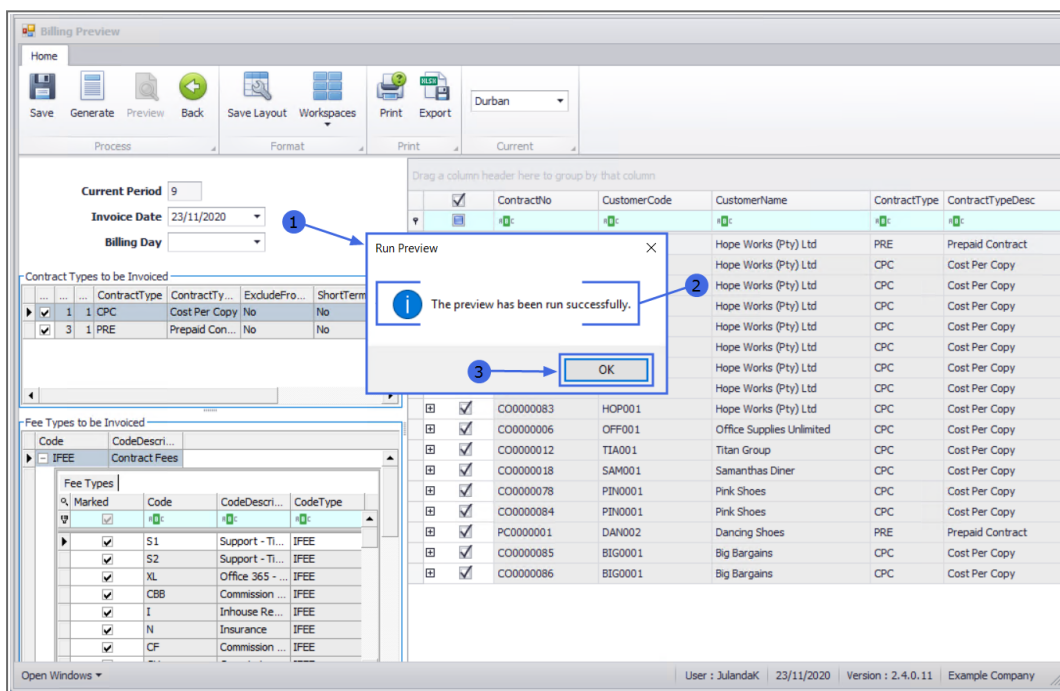 Billing Preview
Home
Save Generate Preview Back Save Layout Workspaces Print Export Durban
Process Format Print Current
Current Period 9
Invoice Date 23/11/2020
Billing Day
Contract Types to be Invoiced
... ... ... ContractType ContractTy... ExcludeFro... ShortTerm
1 1 CPC Cost Per Copy No No
3 1 PRE Prepaid Con... No No
Fee Types to be Invoiced
Code CodeDescri...
IFEE Contract Fees
Fee Types
Marked Code CodeDescri... CodeType
S1 Support - Ti... IFEE
S2 Support - Ti... IFEE
XL Office 365 - ... IFEE
CBB Commission ... IFEE
I Inhouse Re... IFEE
N Insurance IFEE
CF Commission ... IFEE
Drag a column header here to group by that column
ContractNo CustomerCode CustomerName ContractType ContractTypeDesc
Hope Works (Pty) Ltd PRE Prepaid Contract
Hope Works (Pty) Ltd CPC Cost Per Copy
Hope Works (Pty) Ltd CPC Cost Per Copy
Hope Works (Pty) Ltd CPC Cost Per Copy
Hope Works (Pty) Ltd CPC Cost Per Copy
Hope Works (Pty) Ltd CPC Cost Per Copy
Hope Works (Pty) Ltd CPC Cost Per Copy
Hope Works (Pty) Ltd CPC Cost Per Copy
CO0000083 HOP001 Hope Works (Pty) Ltd CPC Cost Per Copy
CO0000006 OFF001 Office Supplies Unlimited CPC Cost Per Copy
CO0000012 TIA001 Titan Group CPC Cost Per Copy
CO0000018 SAM001 Samanthas Diner CPC Cost Per Copy
CO0000078 PIN0001 Pink Shoes CPC Cost Per Copy
CO0000084 PIN0001 Pink Shoes CPC Cost Per Copy
PC0000001 DAN002 Dancing Shoes PRE Prepaid Contract
CO0000085 BIG0001 Big Bargains CPC Cost Per Copy
CO0000086 BIG0001 Big Bargains CPC Cost Per Copy
1
Run Preview
The preview has been run successfully.
2
3
OK
Open Windows User : JulandaK 23/11/2020 Version : 2.4.0.11 Example Company